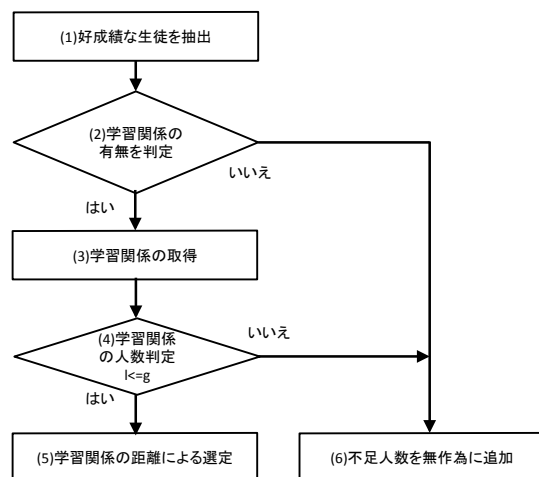 (1)好成績な生徒を抽出
(2)学習関係の
有無を判定
いいえ
はい
(3)学習関係の取得
(4)学習関係
の人数判定
l<=g
いいえ
はい
(5)学習関係の距離による選定
(6)不足人数を無作為に追加